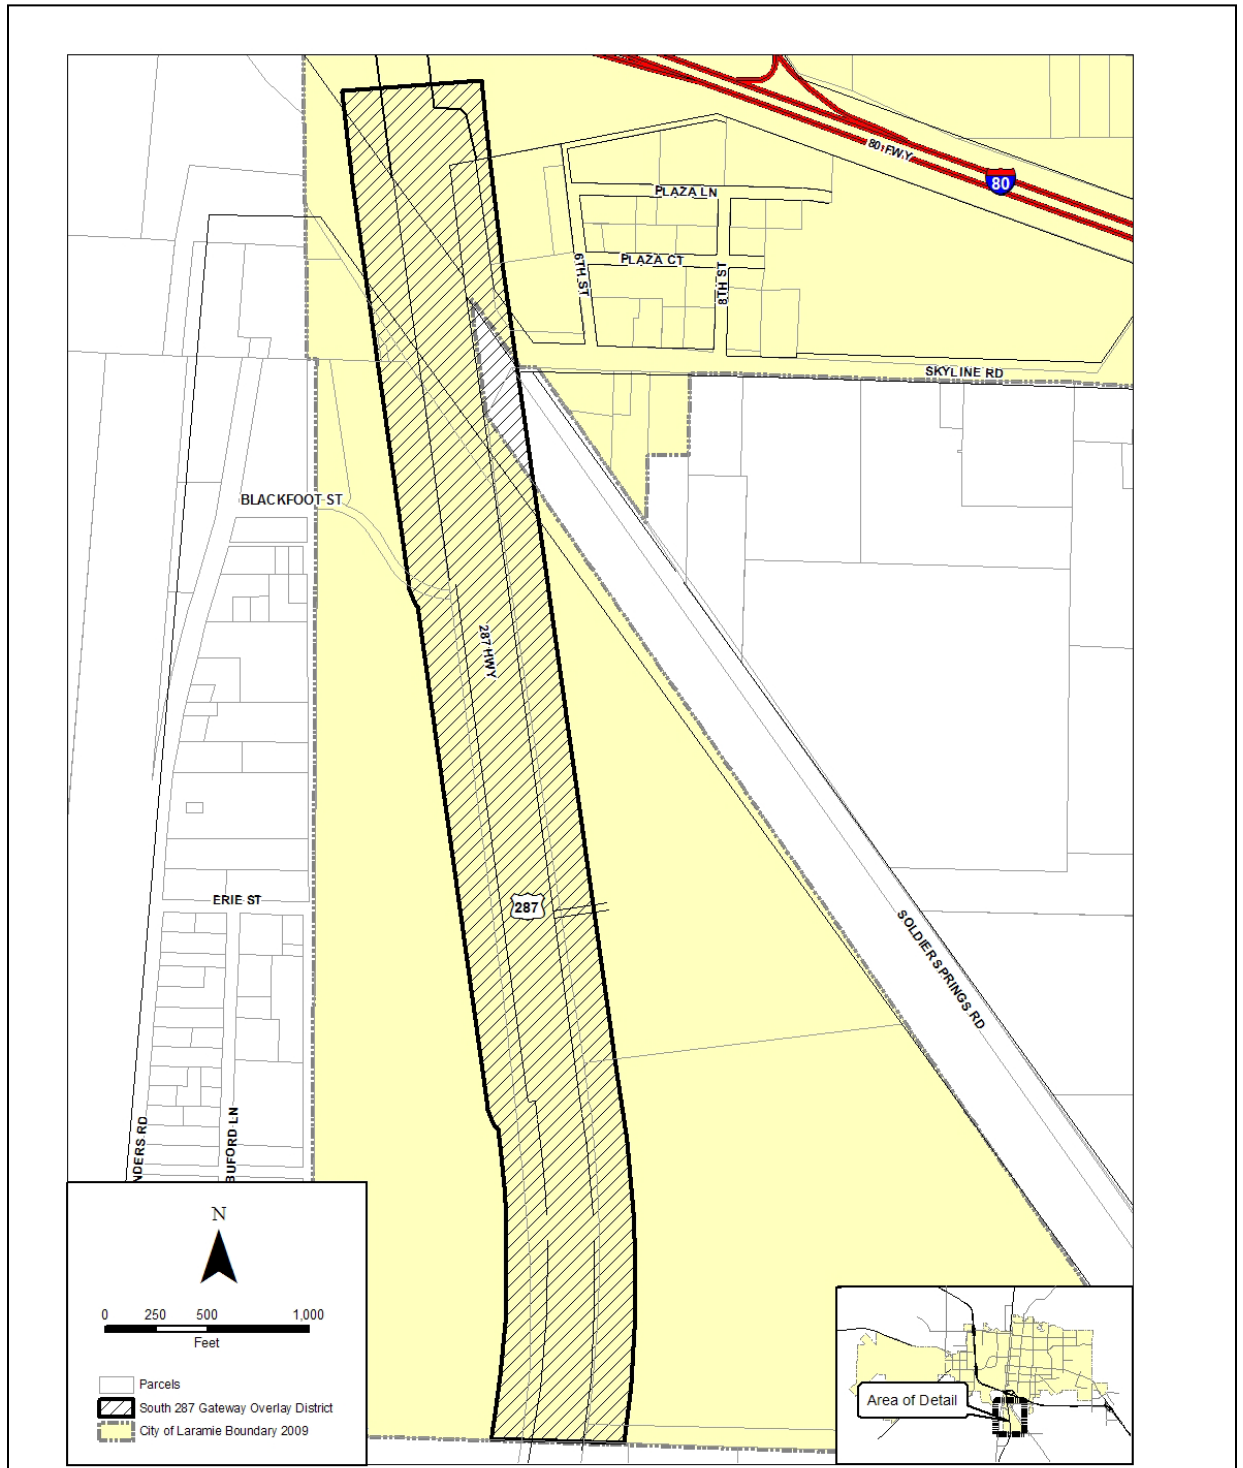 80 FWY
80
PLAZA LN
PLAZA CT
6TH ST
8TH ST
SKYLINE RD
BLACKFOOT ST
287 HWY
287
ERIE ST
SOLDIER SPRINGS RD
NDERS RD
BUFORD LN
N
0 250 500 1,000
Feet
Parcels
South 287 Gateway Overlay District
City of Laramie Boundary 2009
Area of Detail